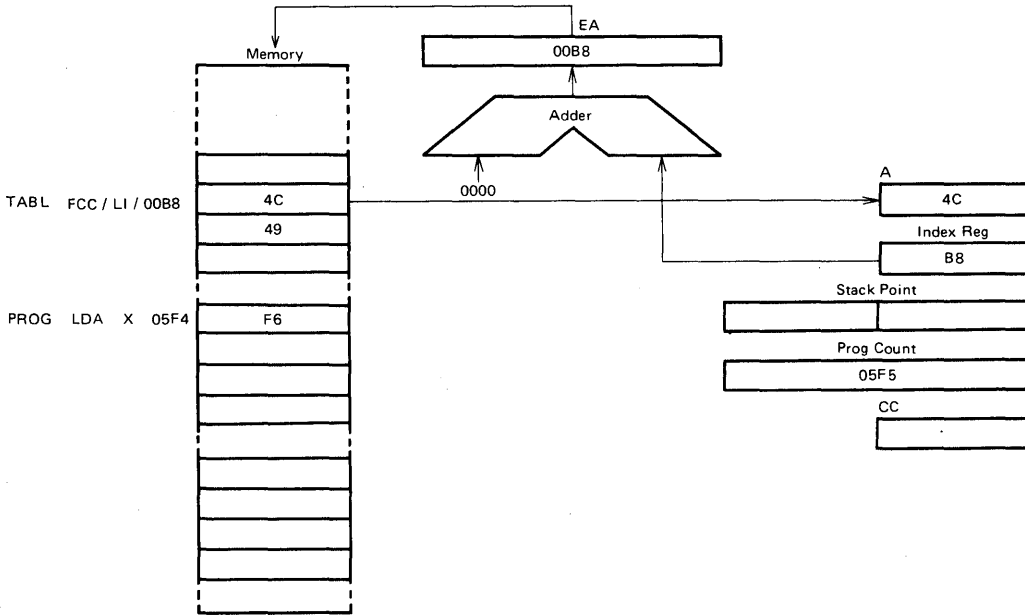 EA
00B8
Memory
Adder
0000
A
TABL FCC / LI / 00B8
4C
4C
49
Index Reg
B8
Stack Point
PROG LDA X 05F4
F6
Prog Count
05F5
CC